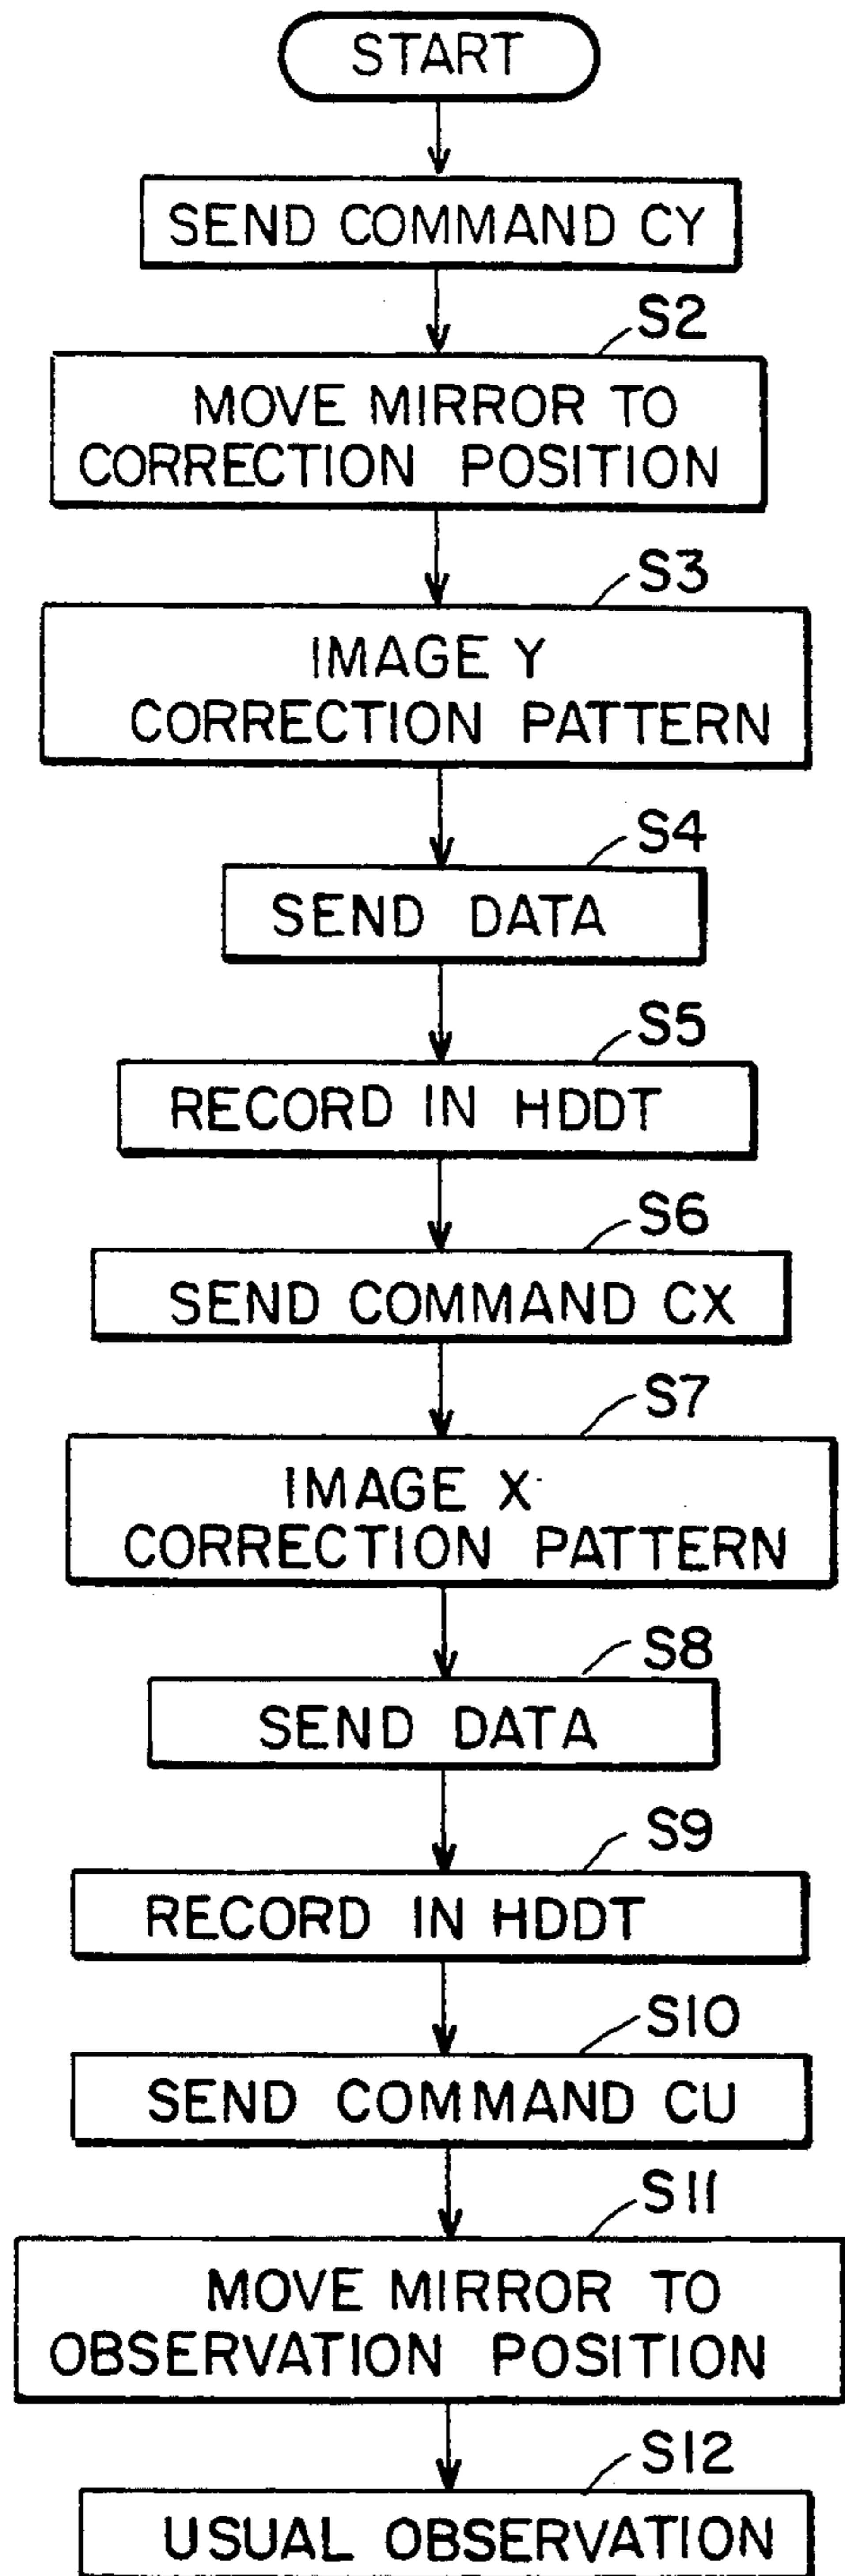 START
SEND COMMAND CY
S2
MOVE MIRROR TO
CORRECTION POSITION
S3
IMAGE Y
CORRECTION PATTERN
S4
SEND DATA
S5
RECORD IN HDDT
S6
SEND COMMAND CX
S7
IMAGE X
CORRECTION PATTERN
S8
SEND DATA
S9
RECORD IN HDDT
S10
SEND COMMAND CU
S11
MOVE MIRROR TO
OBSERVATION POSITION
S12
USUAL OBSERVATION